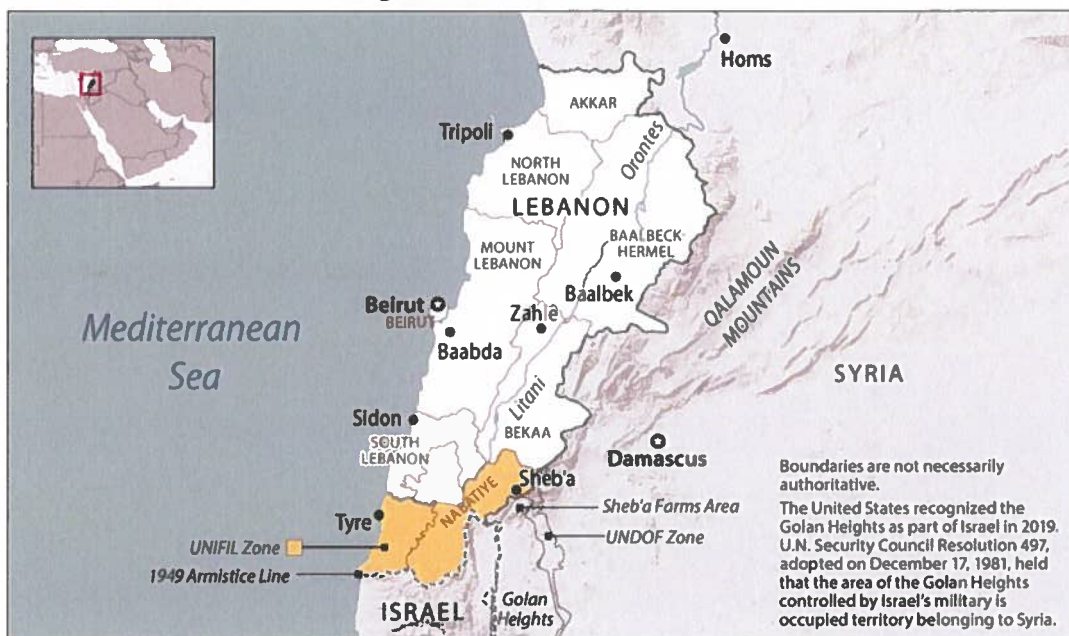 Homs
AKKAR
Tripoli
Orontes
NORTH
LEBANON
LEBANON
MOUNT
LEBANON
BAALBECK
HERMEL
Baalbek
QALAMOUN
MOUNTAINS
Beirut
BEIRUT
Zahlé
Baabda
Mediterranean
Sea
SYRIA
Litani
Sidon
SOUTH
LEBANON
BEKAA
Damascus
NABATIYE
Sheb'a
Sheb'a Farms Area
Tyre
UNIFIL Zone
UNDOF Zone
1949 Armistice Line
ISRAEL
Golan
Heights
Boundaries are not necessarily
authoritative.
The United States recognized the
Golan Heights as part of Israel in 2019.
U.N. Security Council Resolution 497,
adopted on December 17, 1981, held
that the area of the Golan Heights
controlled by Israel's military is
occupied territory belonging to Syria.